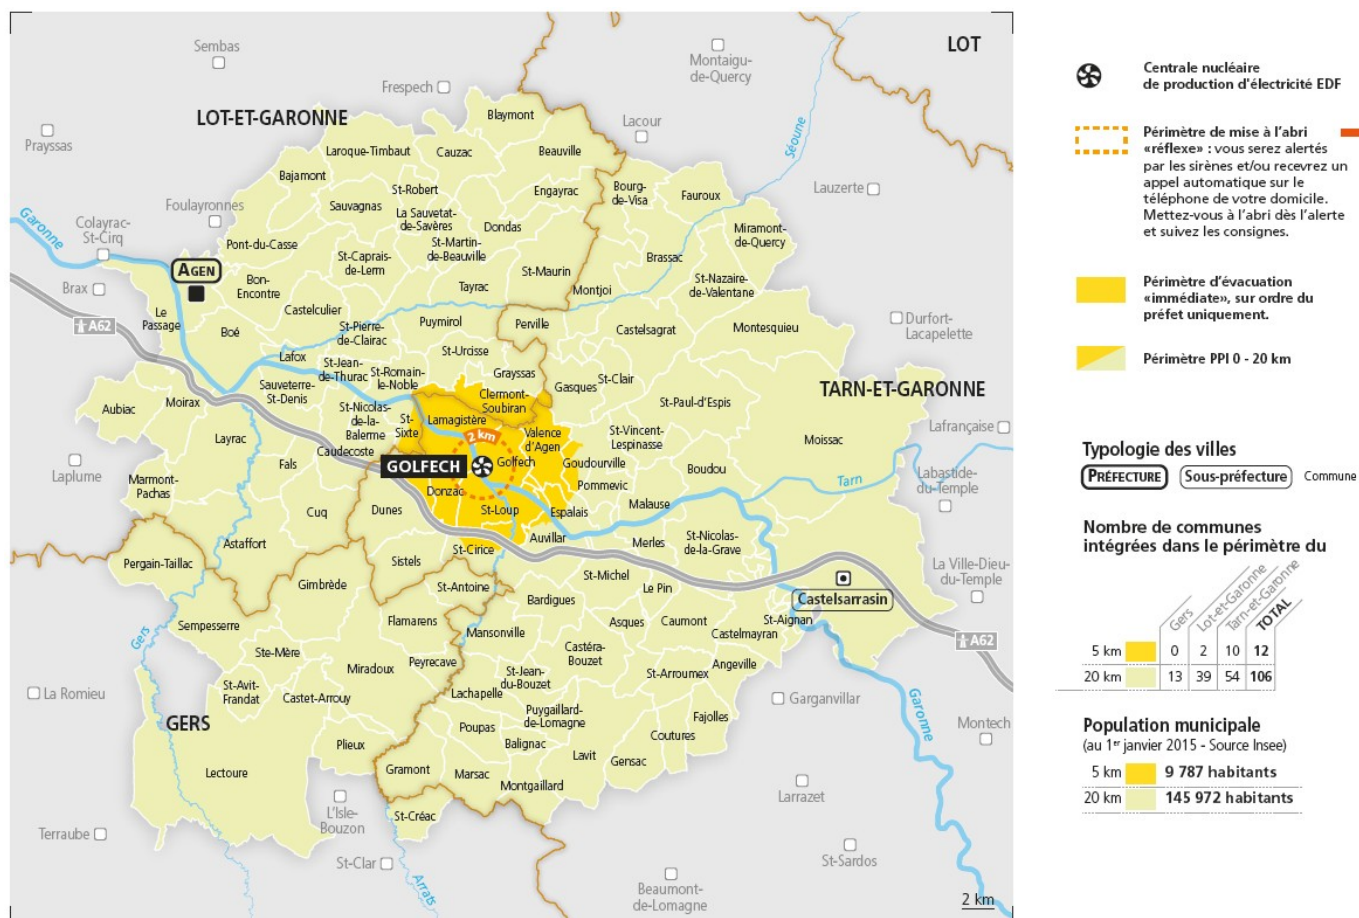 LOT
Sembas
Montaigu-
de-Quercy
Frespech
LOT-ET-GARONNE
Blaymont
Lacour
Séoune
Prayssas
Laroque-Timbaut
Cauzac
Beauville
Bajamont
St-Robert
Engayrac
Bourg-
de-Visa
Fauroux
Lauzerte
Foulayronnes
Sauvagnas
La Sauvetat-
de-Savères
Dondas
Garonne
Colayrac-
St-Cirq
Pont-du-Casse
St-Martin-
de-Beauville
Miramont-
de-Quercy
St-Caprais-
de-Lerm
Brassac
AGEN
Bon-
Encontre
St-Maurin
St-Nazaire-
de-Valentane
Brax
Tayrac
Montjoi
Le
Passage
Castelculier
A62
Boé
St-Pierre-
de-Clairac
Puymirol
Perville
Castelsagrat
Montesquieu
Durfort-
Lacapelette
Lafox
St-Jean-
de-Thurac
St-Urcisse
St-Romain-
le-Noble
Grayssas
St-Clair
Gasques
TARN-ET-GARONNE
Sauveterre-
St-Denis
Clermont-
Soubiran
St-Paul-d'Espis
Aubiac
Moirax
St-Nicolas-
de-la-
Balerme
St-
Sixte
Lamagistère
Valence
d'Agen
St-Vincent-
Lespinasse
Moissac
Lafrançaise
Layrac
2 km
Caudecoste
GOLFECH
Golfech
Goudourville
Boudou
Laplume
Fals
Pommevic
Tarn
Labastide-
du-Temple
Marmont-
Pachas
Donzac
Malause
Cuq
Dunes
St-Loup
Espalais
Astaffort
Auvillar
Merles
St-Nicolas-
de-la-Grave
St-Cirice
Pergain-Taillac
Sistels
La Ville-Dieu-
du-Temple
Gimbrède
St-Antoine
St-Michel
Le Pin
Bardigues
Castelsarrasin
Gers
Sempesserre
Flamarens
Mansonville
Asques
Caumont
St-Aignan
Castelmayran
A62
Ste-Mère
Miradoux
Peyrecave
Castéra-
Bouzet
St-Jean-
du-Bouzet
St-Arroumex
Angeville
La Romieu
St-Avit-
Frandat
Castet-Arrouy
Lachapelle
Garganvillar
Garonne
GERS
Puygaillard-
de-Lomagne
Fajolles
Montech
Poupas
Plieux
Balignac
Coutures
Lavit
Gensac
Lectoure
Gramont
Marsac
Montgaillard
Larrazet
L'Isle-
Bouzon
St-Créac
Terraube
St-Clar
Arrats
St-Sardos
Beaumont-
de-Lomagne
2 km
Centrale nucléaire
de production d'électricité EDF
Périmètre de mise à l'abri
«réflexe» : vous serez alertés
par les sirènes et/ou recevrez un
appel automatique sur le
téléphone de votre domicile.
Mettez-vous à l'abri dès l'alerte
et suivez les consignes.
Périmètre d'évacuation
«immédiate», sur ordre du
préfet uniquement.
Périmètre PPI 0 - 20 km
Typologie des villes
PRÉFECTURE Sous-préfecture Commune
Nombre de communes
intégrées dans le périmètre du
Gers Lot-et-Garonne Tarn-et-Garonne TOTAL
5 km 0 2 10 12
20 km 13 39 54 106
Population municipale
(au 1er janvier 2015 - Source Insee)
5 km 9 787 habitants
20 km 145 972 habitants